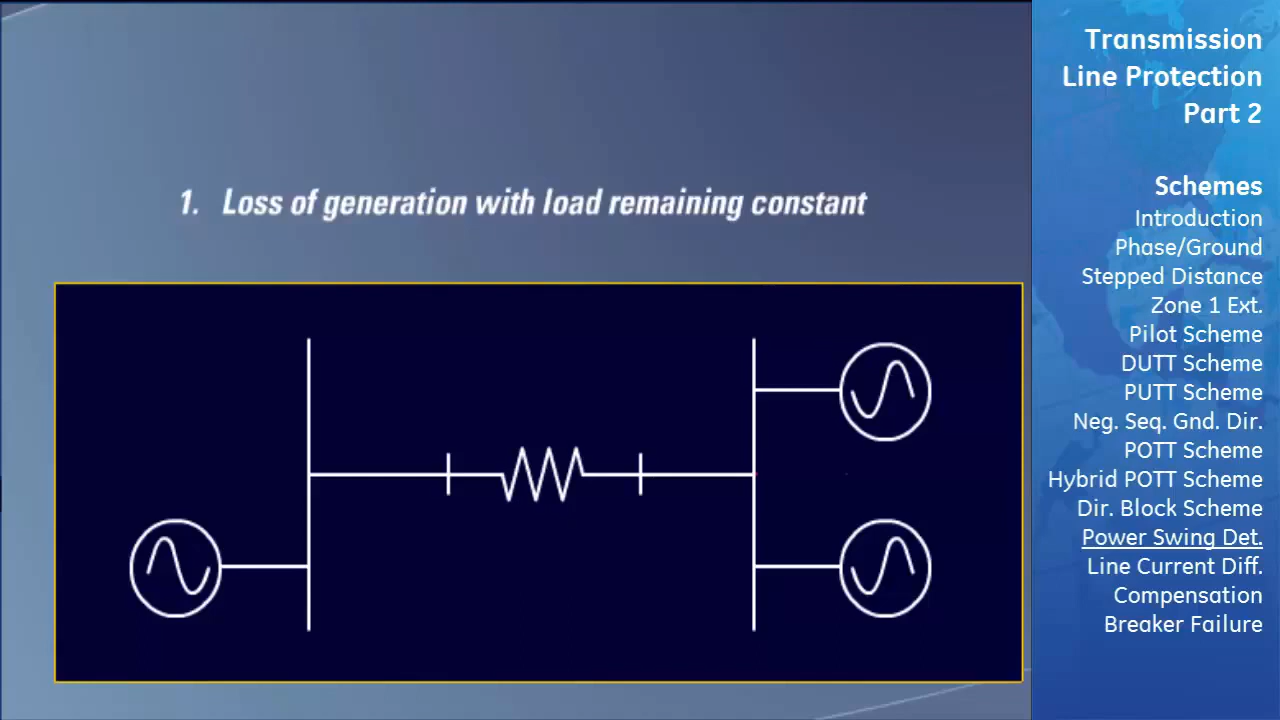 1. Loss of generation with load remaining constant
Transmission
Line Protection
Part 2
Schemes
Introduction
Phase/Ground
Stepped Distance
Zone 1 Ext.
Pilot Scheme
DUTT Scheme
PUTT Scheme
Neg. Seq. Gnd. Dir.
POTT Scheme
Hybrid POTT Scheme
Dir. Block Scheme
Power Swing Det.
Line Current Diff.
Compensation
Breaker Failure